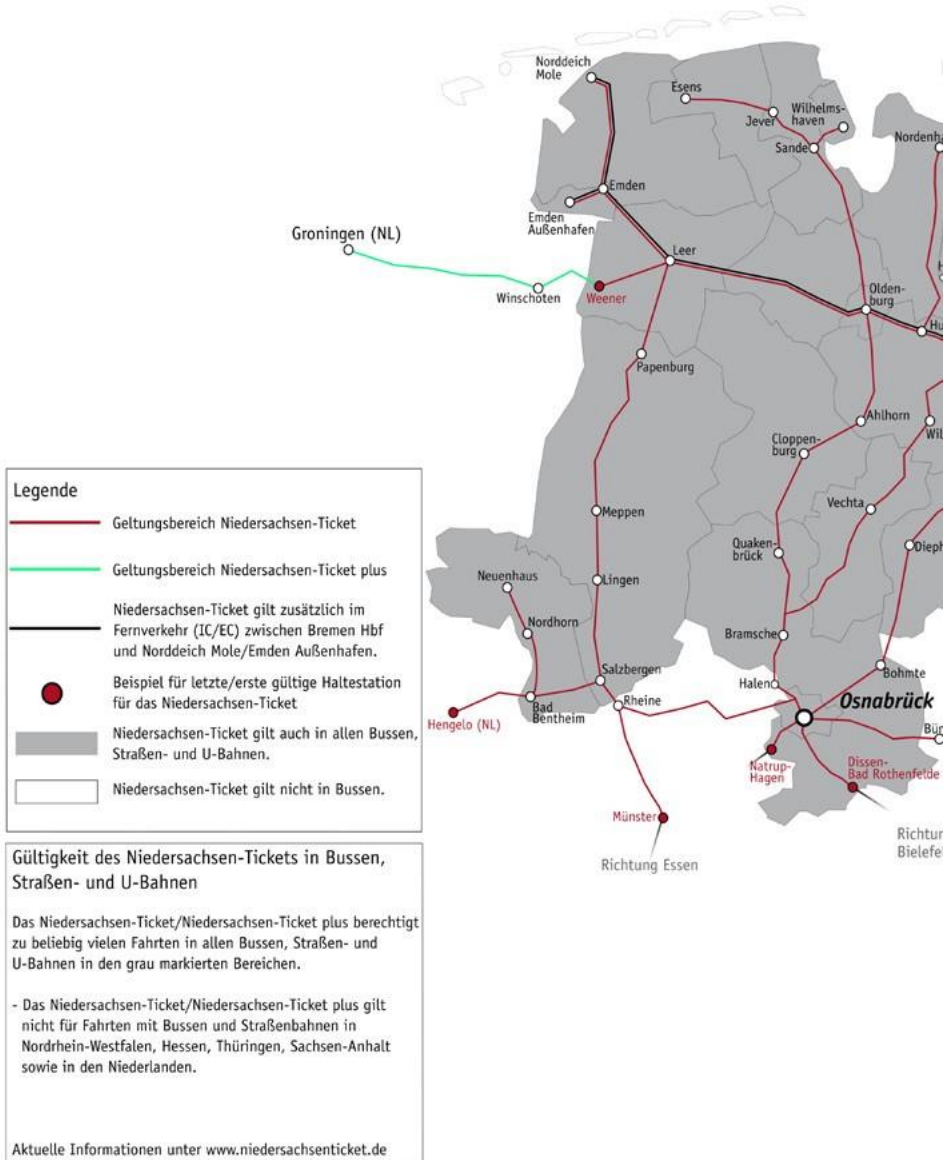 Norddeich
Mole
Esens
Jever
Wilhelms-
haven
Sande
Emden
Emden
Außenhafen
Groningen (NL)
Leer
Winschoten
Weener
Olden-
burg
Papenburg
Ahlhorn
Cloppen-
burg
Meppen
Vechta
Quaken-
brück
Neuenhaus
Lingen
Nordhorn
Bramsche
Salzbergen
Halen
Bohmte
Hengelo (NL)
Bad
Bentheim
Rheine
Osnabrück
Natrup-
Hagen
Dissen-
Bad Rothenfelde
Münster
Richtung Essen
Legende
Geltungsbereich Niedersachsen-Ticket
Geltungsbereich Niedersachsen-Ticket plus
Niedersachsen-Ticket gilt zusätzlich im
Fernverkehr (IC/EC) zwischen Bremen Hbf
und Norddeich Mole/Emden Außenhafen.
Beispiel für letzte/erste gültige Haltestation
für das Niedersachsen-Ticket
Niedersachsen-Ticket gilt auch in allen Bussen,
Straßen- und U-Bahnen.
Niedersachsen-Ticket gilt nicht in Bussen.
Gültigkeit des Niedersachsen-Tickets in Bussen,
Straßen- und U-Bahnen
Das Niedersachsen-Ticket/Niedersachsen-Ticket plus berechtigt
zu beliebig vielen Fahrten in allen Bussen, Straßen- und
U-Bahnen in den grau markierten Bereichen.
- Das Niedersachsen-Ticket/Niedersachsen-Ticket plus gilt
nicht für Fahrten mit Bussen und Straßenbahnen in
Nordrhein-Westfalen, Hessen, Thüringen, Sachsen-Anhalt
sowie in den Niederlanden.
Aktuelle Informationen unter www.niedersachsenticket.de